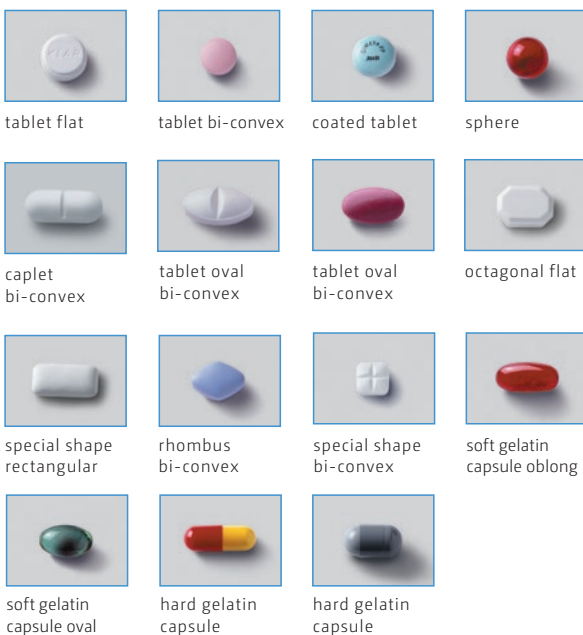 tablet flat
tablet bi-convex
coated tablet
sphere
caplet
bi-convex
tablet oval
bi-convex
tablet oval
bi-convex
octagonal flat
special shape
rectangular
rhombus
bi-convex
special shape
bi-convex
soft gelatin
capsule oblong
soft gelatin
capsule oval
hard gelatin
capsule
hard gelatin
capsule